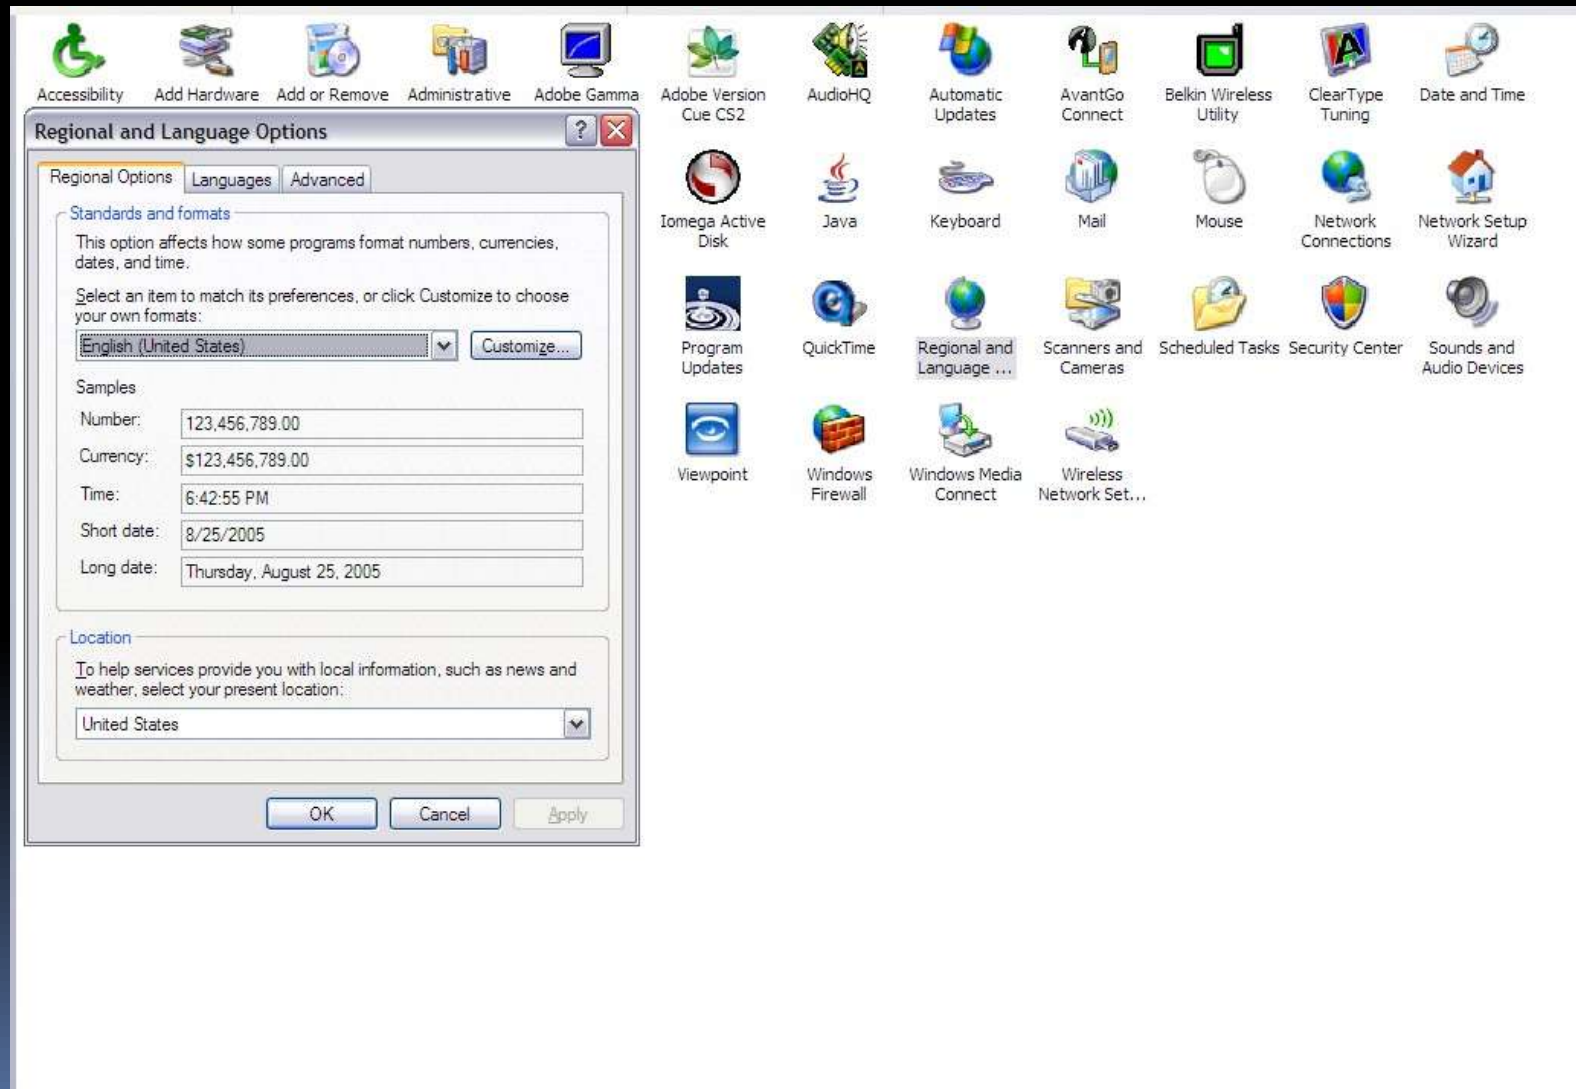 Accessibility
Add Hardware
Add or Remove
Administrative
Adobe Gamma
Adobe Version
Cue CS2
AudioHQ
Automatic
Updates
AvantGo
Connect
Belkin Wireless
Utility
ClearType
Tuning
Date and Time
Regional and Language Options
Regional Options
Languages
Advanced
Standards and formats
This option affects how some programs format numbers, currencies,
dates, and time.
Select an item to match its preferences, or click Customize to choose
your own formats:
English (United States)
Customize...
Samples
Number:
123,456,789.00
Currency:
$123,456,789.00
Time:
6:42:55 PM
Short date:
8/25/2005
Long date:
Thursday, August 25, 2005
Location
To help services provide you with local information, such as news and
weather, select your present location:
United States
OK
Cancel
Apply
Iomega Active
Disk
Java
Keyboard
Mail
Mouse
Network
Connections
Network Setup
Wizard
Program
Updates
QuickTime
Regional and
Language ...
Scanners and
Cameras
Scheduled Tasks
Security Center
Sounds and
Audio Devices
Viewpoint
Windows
Firewall
Windows Media
Connect
Wireless
Network Set...